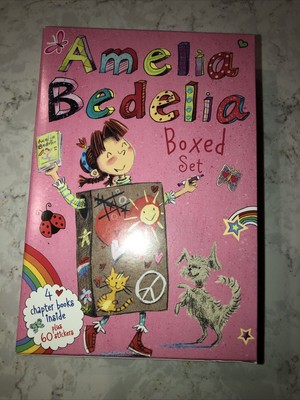 Amelia
Bedelia
Boxed
Set
4
chapter books
inside
plus
60 stickers